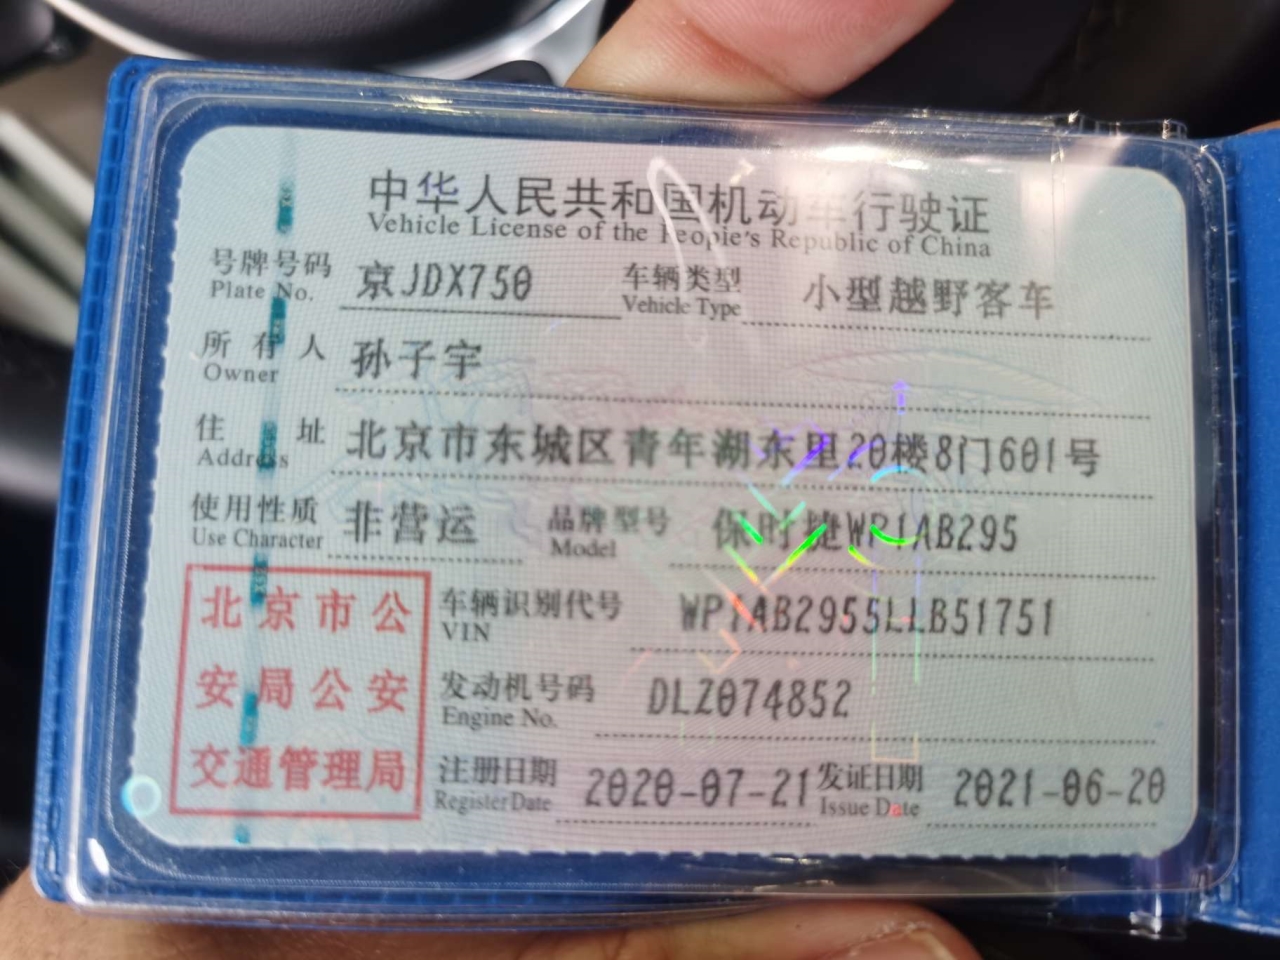 中华人民共和国机动车行驶证
Vehicle License of the People's Republic of China
号牌号码 京JDX750 车辆类型 小型越野客车
Plate No. Vehicle Type
所有人 孙子宇
Owner
住址 北京市东城区青年湖东里20楼8门601号
Address
使用性质 非营运 品牌型号 保时捷WP1AB295
Use Character Model
北京市公
安局公安
交通管理局
车辆识别代号 WP1AB2955LLB51751
VIN
发动机号码 DLZ074852
Engine No.
注册日期 2020-07-21 发证日期 2021-06-20
Register Date Issue Date